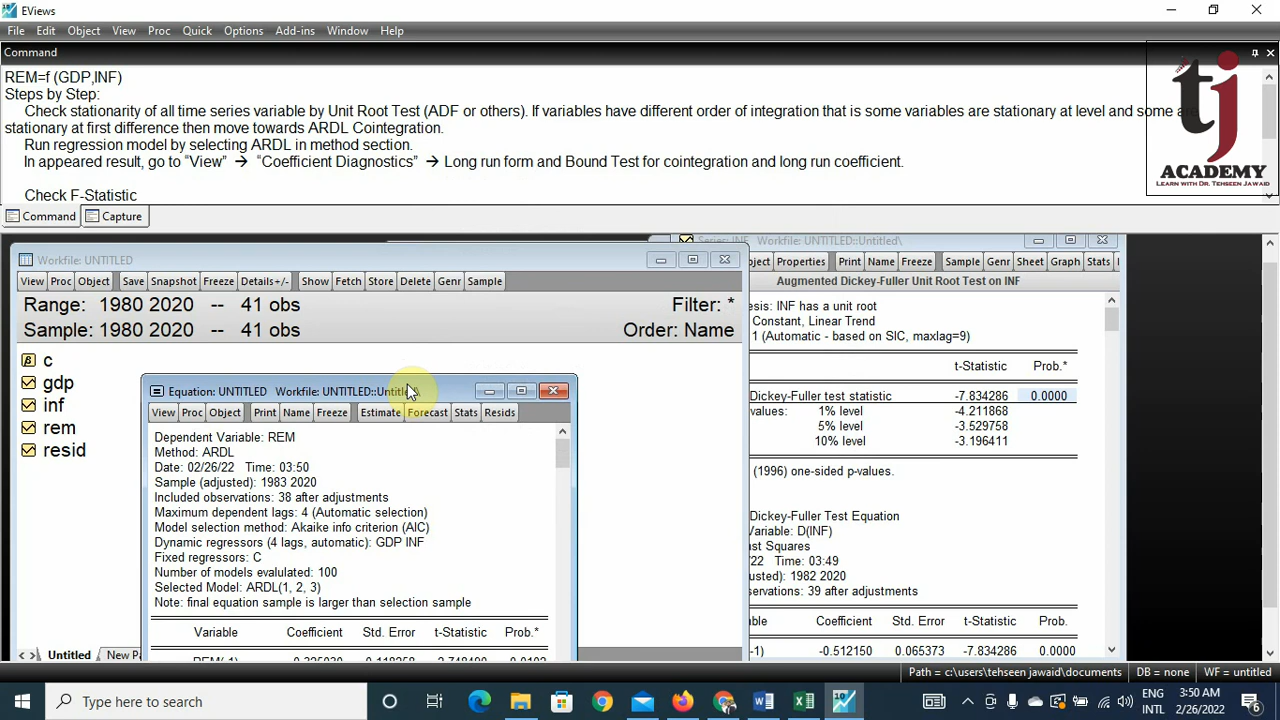 EViews
File Edit Object View Proc Quick Options Add-ins Window Help
Command
REM=f (GDP,INF)
Steps by Step:
Check stationarity of all time series variable by Unit Root Test (ADF or others). If variables have different order of integration that is some variables are stationary at level and some are
stationary at first difference then move towards ARDL Cointegration.
Run regression model by selecting ARDL in method section.
In appeared result, go to “View” → “Coefficient Diagnostics” → Long run form and Bound Test for cointegration and long run coefficient.
Check F-Statistic
tj
ACADEMY
LEARN WITH DR. TEHSEEN JAWAID
Command Capture
Workfile: UNTITLED
View Proc Object Save Snapshot Freeze Details+/- Show Fetch Store Delete Genr Sample
Range: 1980 2020 -- 41 obs Filter: *
Sample: 1980 2020 -- 41 obs Order: Name
c
gdp
inf
rem
resid
Untitled New Pa
Equation: UNTITLED Workfile: UNTITLED::Untitled\
View Proc Object Print Name Freeze Estimate Forecast Stats Resids
Dependent Variable: REM
Method: ARDL
Date: 02/26/22 Time: 03:50
Sample (adjusted): 1983 2020
Included observations: 38 after adjustments
Maximum dependent lags: 4 (Automatic selection)
Model selection method: Akaike info criterion (AIC)
Dynamic regressors (4 lags, automatic): GDP INF
Fixed regressors: C
Number of models evalulated: 100
Selected Model: ARDL(1, 2, 3)
Note: final equation sample is larger than selection sample
Variable Coefficient Std. Error t-Statistic Prob.*
Series: INF Workfile: UNTITLED::Untitled\
ject Properties Print Name Freeze Sample Genr Sheet Graph Stats
Augmented Dickey-Fuller Unit Root Test on INF
esis: INF has a unit root
Constant, Linear Trend
1 (Automatic - based on SIC, maxlag=9)
t-Statistic Prob.*
Dickey-Fuller test statistic -7.834286 0.0000
alues: 1% level -4.211868
5% level -3.529758
10% level -3.196411
(1996) one-sided p-values.
Dickey-Fuller Test Equation
Variable: D(INF)
ast Squares
22 Time: 03:49
usted): 1982 2020
servations: 39 after adjustments
ble Coefficient Std. Error t-Statistic Prob.
-1) -0.512150 0.065373 -7.834286 0.0000
Path = c:\users\tehseen jawaid\documents DB = none WF = untitled
Type here to search
ENG
INTL
3:50 AM
2/26/2022
6